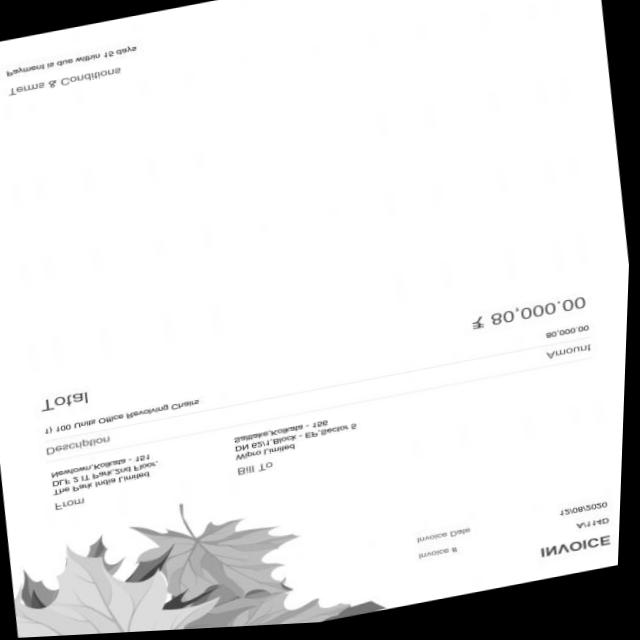 INVOICE
Invoice # A/114D
Invoice Date 12/08/2020
From
The Park India Limited
DLF 2 IT Park,2nd Floor,
Newtown,Kolkata - 151
Bill To
Wipro Limited
DN 62/1,Block - EP,Sector 5
Saltlake,Kolkata - 156
Description Amount
1) 100 Units Office Revolving Chairs 80,000.00
Total ₹ 80,000.00
Terms & Conditions
Payment is due within 15 days